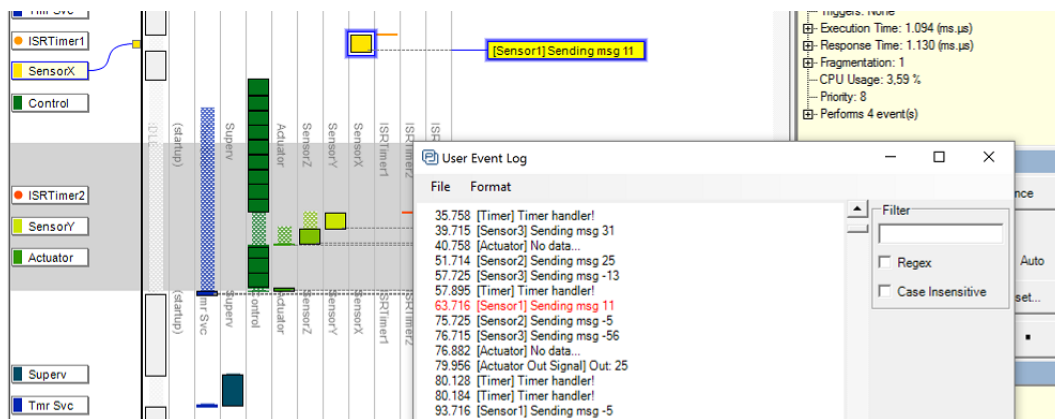 Tmr Svc
ISRTimer1
SensorX
Control
ISRTimer2
SensorY
Actuator
Superv
Tmr Svc
IDLE
(startup)
Superv
Actuator
SensorZ
SensorY
SensorX
ISRTimer1
(startup)
Tmr Svc
Superv
Control
Actuator
SensorZ
SensorY
SensorX
ISRTimer1
[Sensor1] Sending msg 11
Triggers: None
Execution Time: 1.094 (ms.µs)
Response Time: 1.130 (ms.µs)
Fragmentation: 1
CPU Usage: 3,59 %
Priority: 8
Performs 4 event(s)
User Event Log
File Format
35.758 [Timer] Timer handler!
39.715 [Sensor3] Sending msg 31
40.758 [Actuator] No data...
51.714 [Sensor2] Sending msg 25
57.725 [Sensor3] Sending msg -13
57.895 [Timer] Timer handler!
63.716 [Sensor1] Sending msg 11
75.725 [Sensor2] Sending msg -5
76.715 [Sensor3] Sending msg -56
76.882 [Actuator] No data...
79.956 [Actuator Out Signal] Out: 25
80.128 [Timer] Timer handler!
80.184 [Timer] Timer handler!
93.716 [Sensor1] Sending msg -5
Filter
Regex
Case Insensitive
nce
Auto
set...